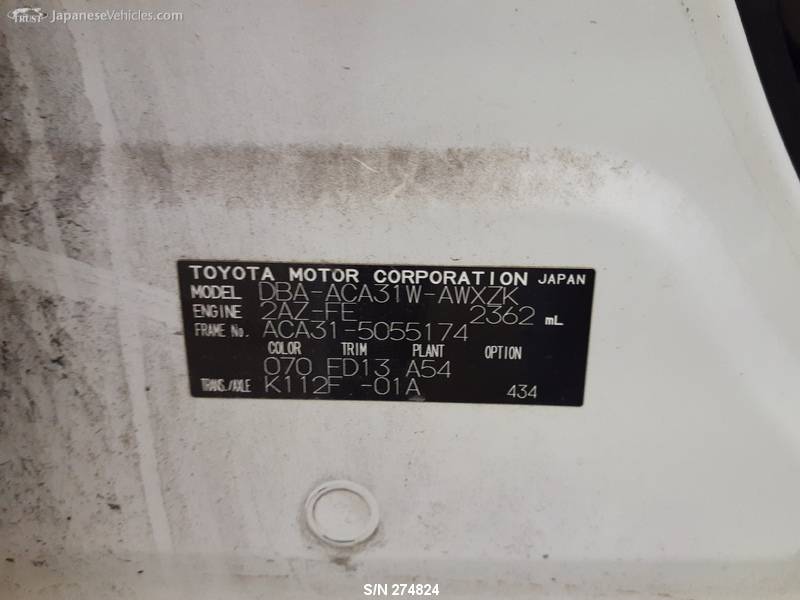 TRUST JapaneseVehicles.com
TOYOTA MOTOR CORPORATION JAPAN
MODEL DBA-ACA31W-AWXZK
ENGINE 2AZ-FE 2362 mL
FRAME No. ACA31-5055174
COLOR TRIM PLANT OPTION
070 FD13 A54
TRANS./AXLE K112F -01A 434
S/N 274824